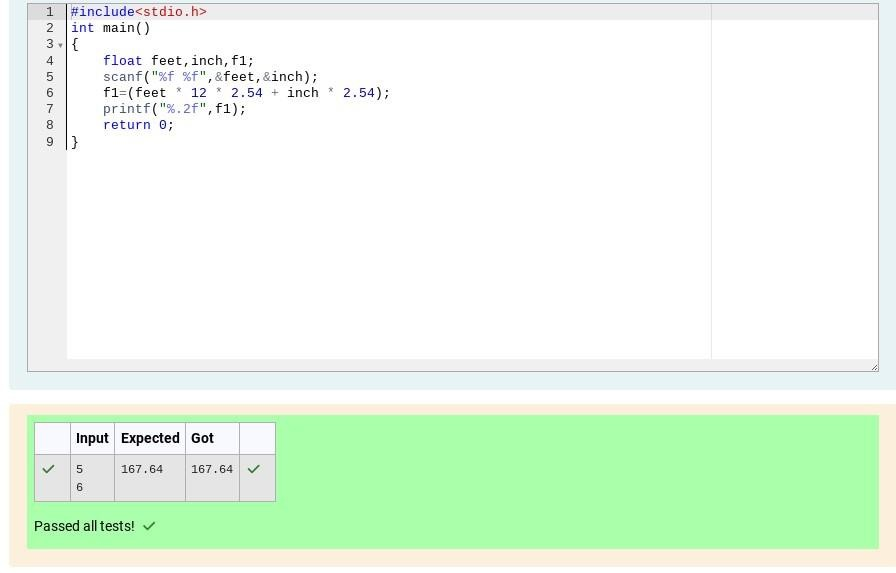 1 #include<stdio.h>
2 int main()
3 {
4     float feet,inch,f1;
5     scanf("%f %f",&feet,&inch);
6     f1=(feet * 12 * 2.54 + inch * 2.54);
7     printf("%.2f",f1);
8     return 0;
9 }
Input Expected Got
5 167.64 167.64
6
Passed all tests!